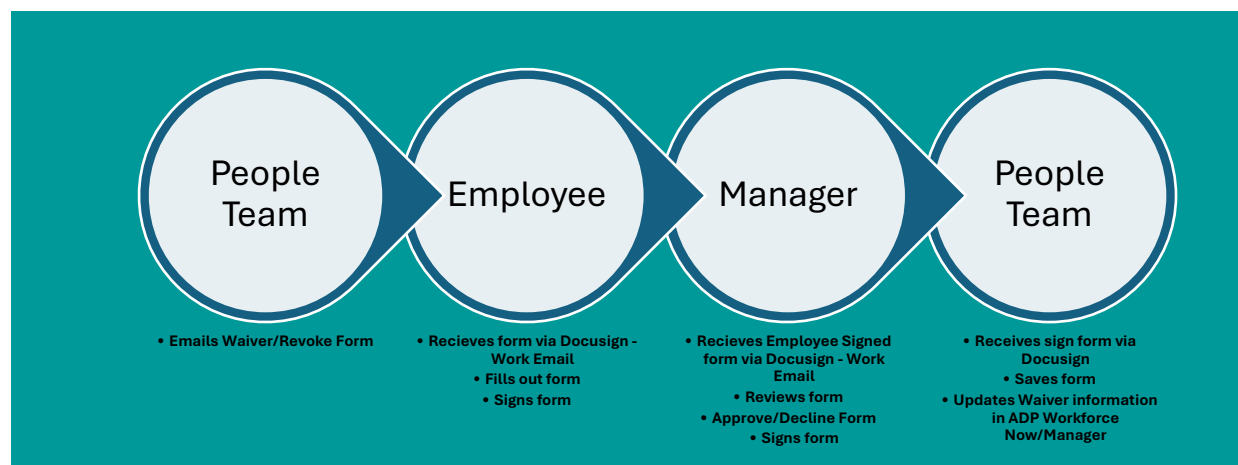 People
Team
Employee
Manager
People
Team
• Emails Waiver/Revoke Form
• Recieves form via Docusign -
Work Email
• Fills out form
• Signs form
• Recieves Employee Signed
form via Docusign - Work
Email
• Reviews form
• Approve/Decline Form
• Signs form
• Receives sign form via
Docusign
• Saves form
• Updates Waiver information
in ADP Workforce
Now/Manager